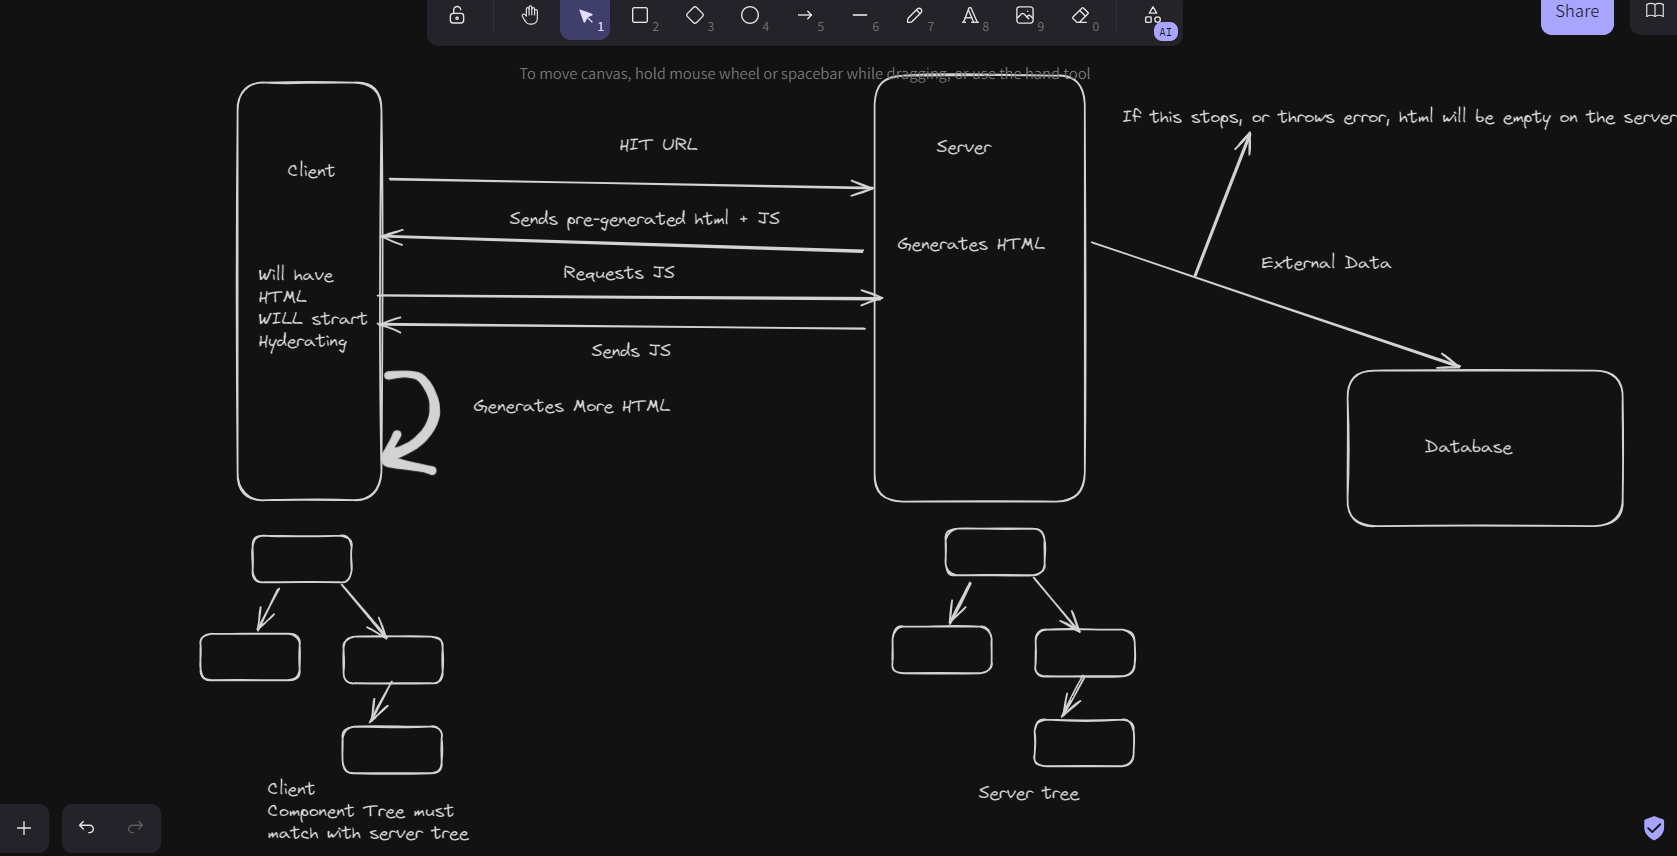 1
2
3
4
5
6
7
8
9
0
AI
Share
To move canvas, hold mouse wheel or spacebar while dragging, or use the hand tool
If this stops, or throws error, html will be empty on the server
HIT URL
Server
Client
Sends pre-generated html + JS
Generates HTML
External Data
Requests JS
Will have
HTML
WILL strart
Hyderating
Sends JS
Generates More HTML
Database
Client
Component Tree must
match with server tree
Server tree